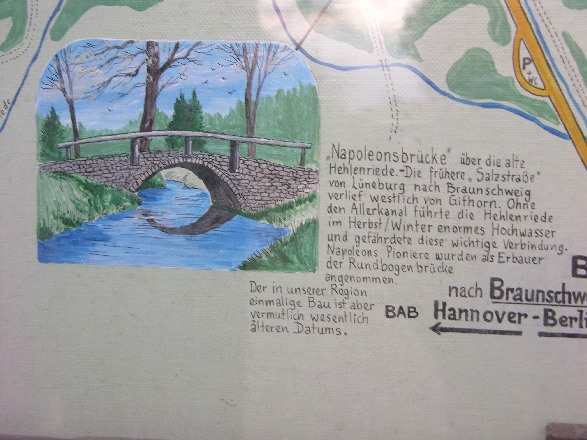 „Napoleonsbrücke" über die alte
Hehlenriede.-Die frühere „Salzstraße"
von Lüneburg nach Braunschweig
verlief westlich von Gifhorn. Ohne
den Allerkanal führte die Hehlenriede
im Herbst/Winter enormes Hochwasser
und gefährdete diese wichtige Verbindung.
Napoleons Pioniere wurden als Erbauer
der Rundbogenbrücke
angenommen.
Der in unserer Region
einmalige Bau ist aber
vermutlich wesentlich
älteren Datums.
P
+WC
B
nach Braunschw
BAB Hannover - Berli